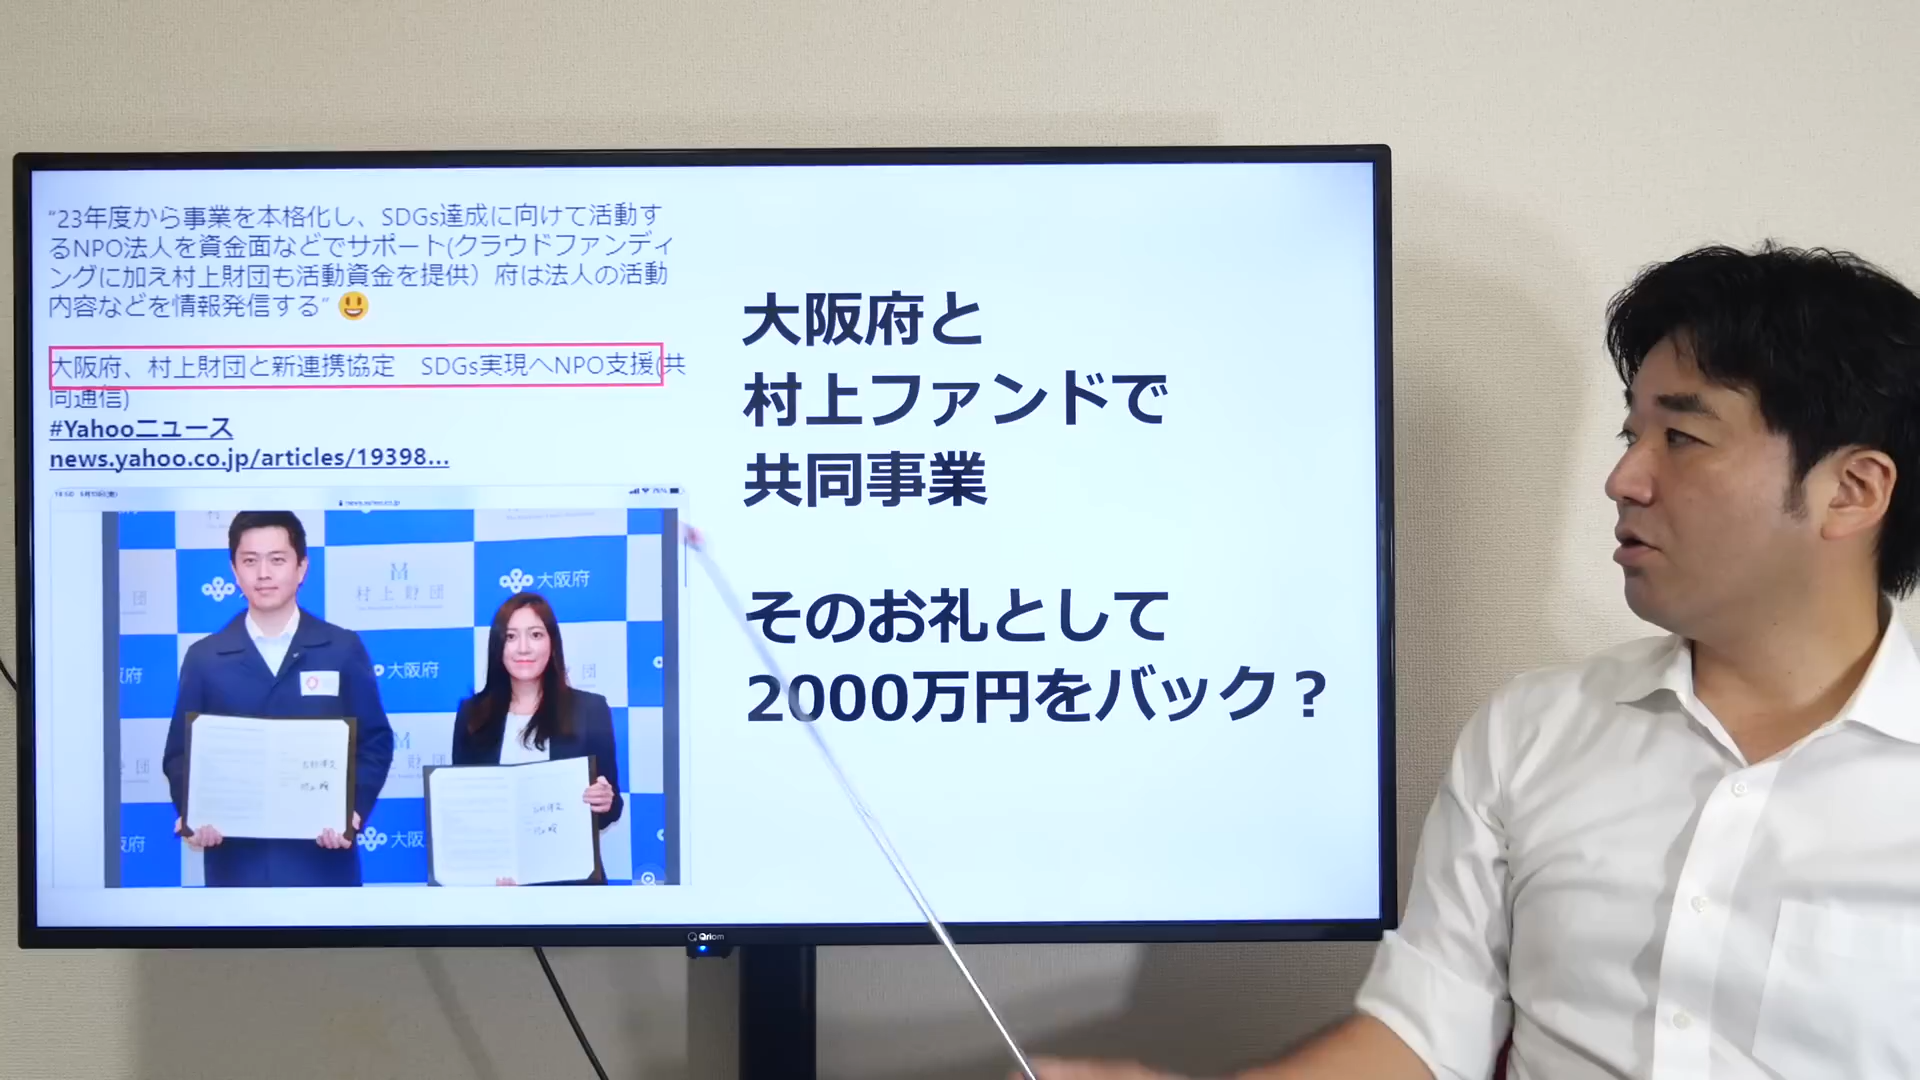 “23年度から事業を本格化し、SDGs達成に向けて活動す
るNPO法人を資金面などでサポート(クラウドファンディ
ングに加え村上財団も活動資金を提供）府は法人の活動
内容などを情報発信する” 😃
大阪府、村上財団と新連携協定　SDGs実現へNPO支援(共
同通信)
#Yahooニュース
news.yahoo.co.jp/articles/19398...
news.yahoo.co.jp
村上財団
大阪府
大阪府
大阪
大阪府と
村上ファンドで
共同事業
そのお礼として
2000万円をバック？
Qriom